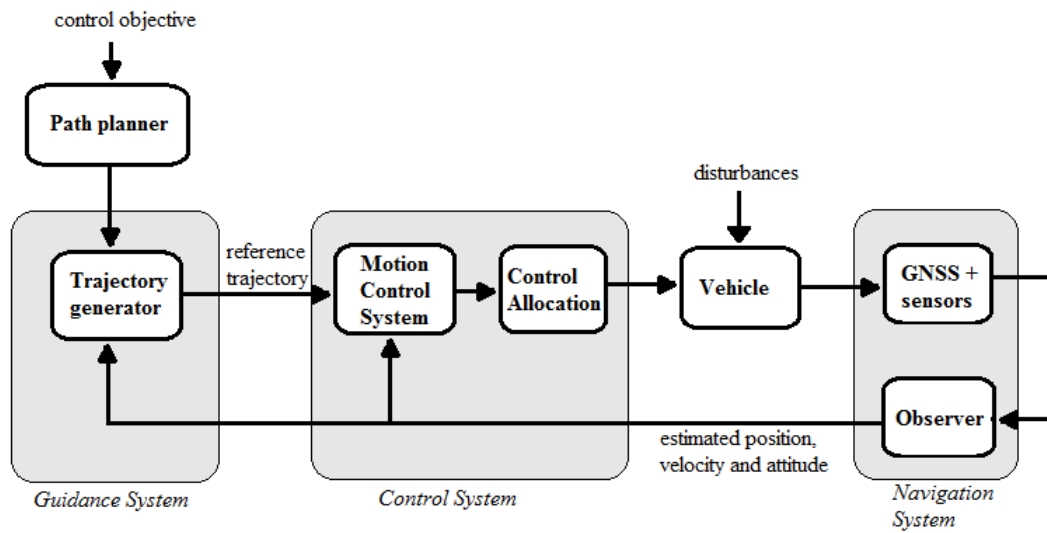 control objective
Path planner
disturbances
reference
trajectory
Trajectory
generator
Motion
Control
System
Control
Allocation
Vehicle
GNSS +
sensors
Observer
estimated position,
velocity and attitude
Guidance System
Control System
Navigation
System